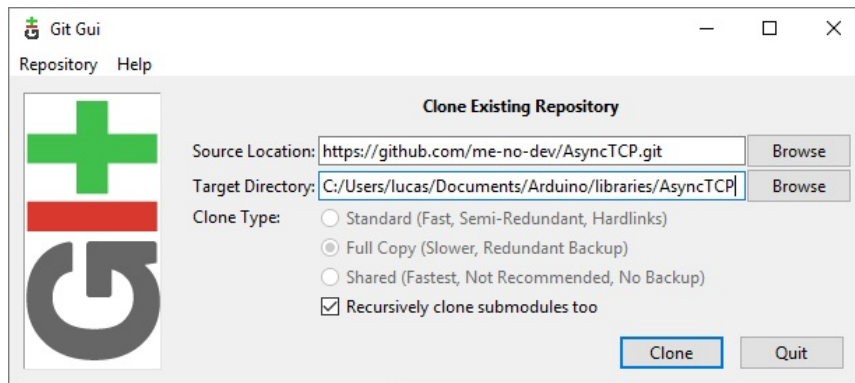 Git Gui
Repository Help
Clone Existing Repository
Source Location: https://github.com/me-no-dev/AsyncTCP.git Browse
Target Directory: C:/Users/lucas/Documents/Arduino/libraries/AsyncTCP Browse
Clone Type: Standard (Fast, Semi-Redundant, Hardlinks)
Full Copy (Slower, Redundant Backup)
Shared (Fastest, Not Recommended, No Backup)
Recursively clone submodules too
Clone Quit
Git